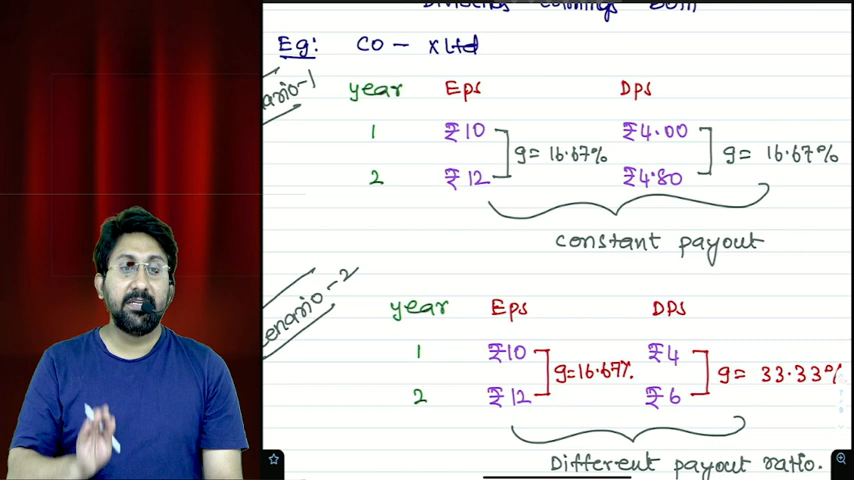 Eg: CO - X Ltd
year Eps DPS
1 ₹10 ₹4.00
g= 16.67% g= 16.67%
2 ₹12 ₹4.80
constant payout
year Eps DPS
1 ₹10 ₹4
g=16.67% g= 33.33%
2 ₹12 ₹6
Different payout ratio.